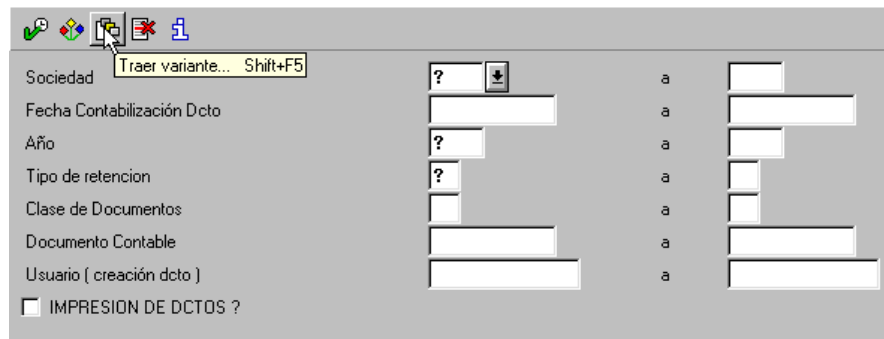 Traer variante... Shift+F5
Sociedad ? a
Fecha Contabilización Dcto a
Año ? a
Tipo de retencion ? a
Clase de Documentos a
Documento Contable a
Usuario ( creación dcto ) a
IMPRESION DE DCTOS ?